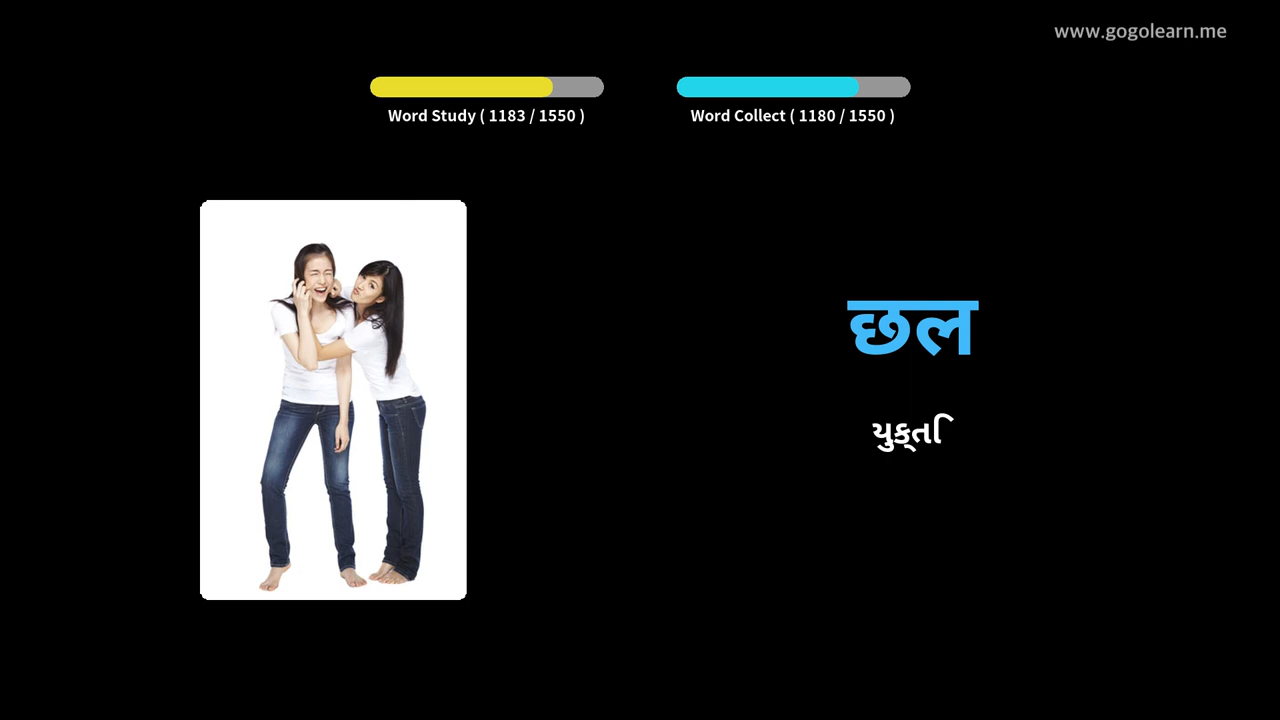 www.gogolearn.me
Word Study ( 1183 / 1550 )
Word Collect ( 1180 / 1550 )
छल
યુક્તિ